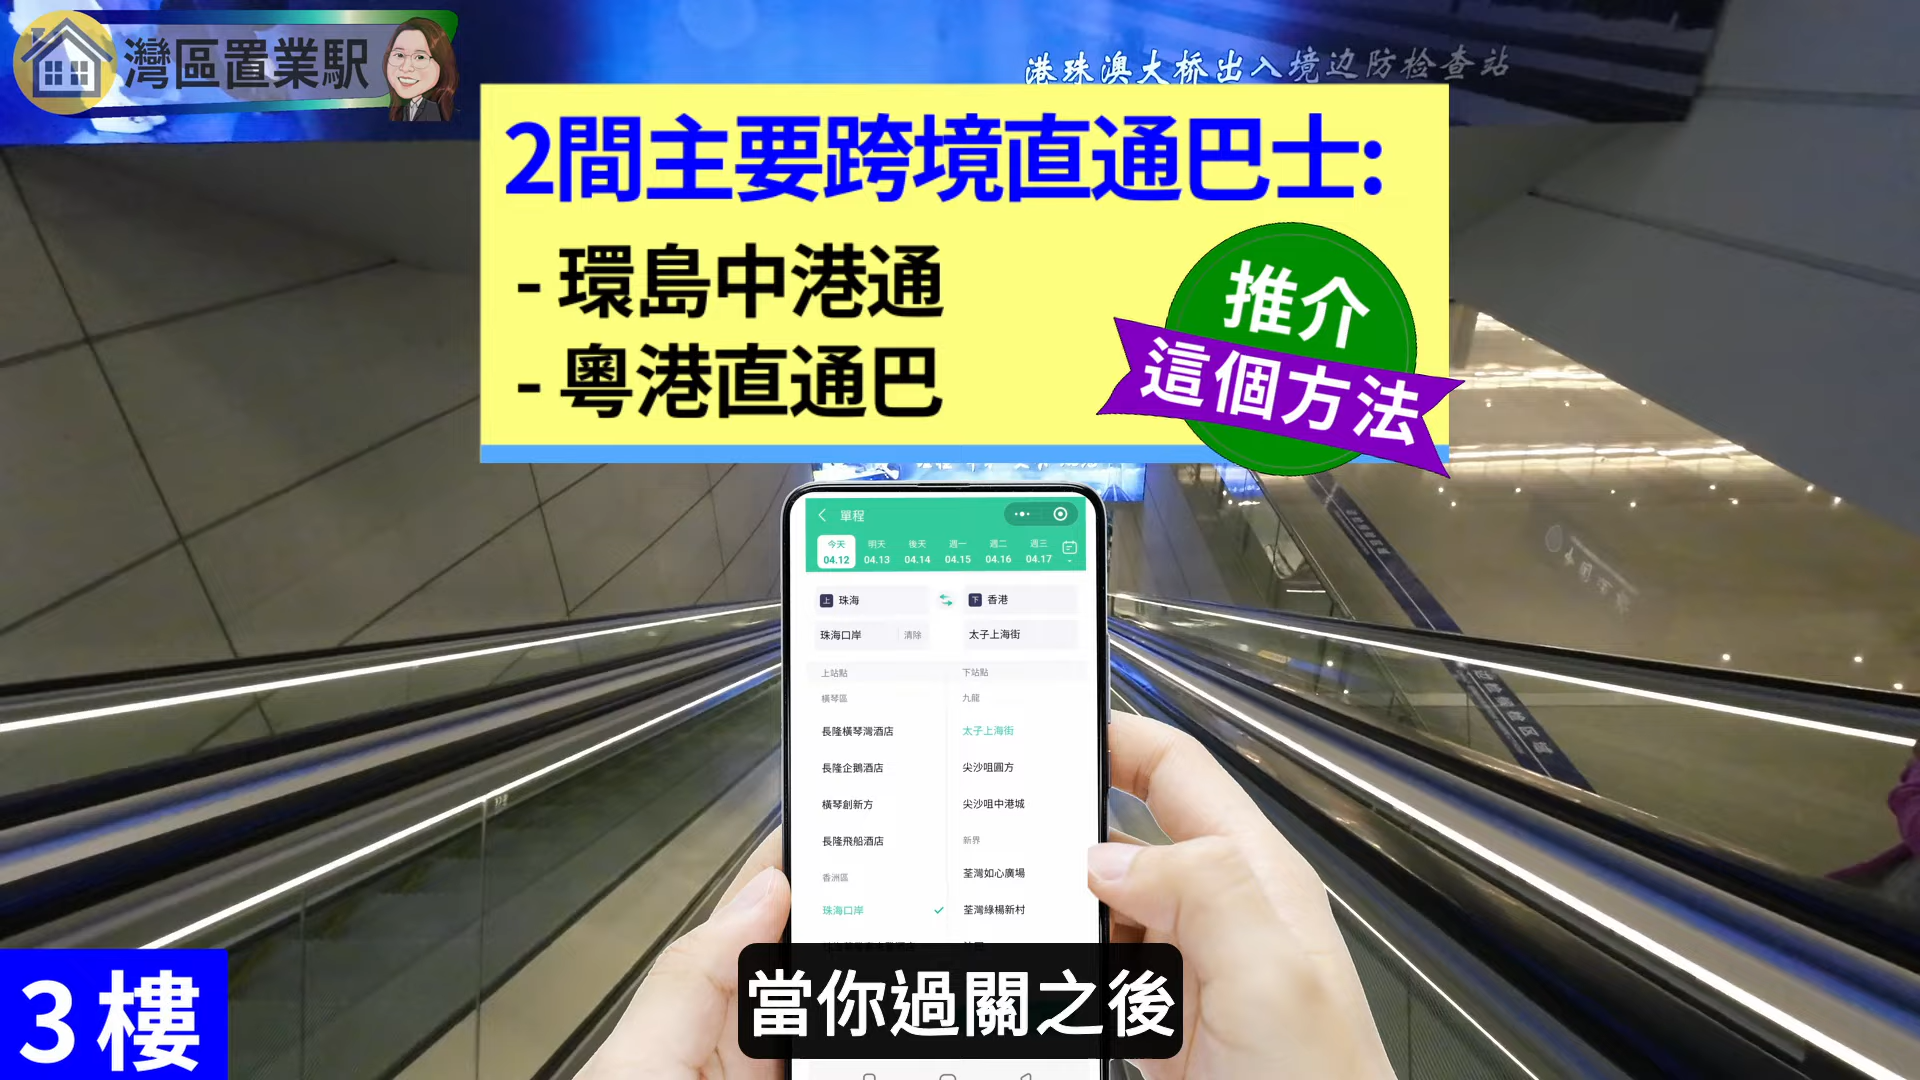 灣區置業駅
港珠澳大桥出入境边防检查站
2間主要跨境直通巴士:
- 環島中港通
- 粵港直通巴
推介
這個方法
單程
今天 明天 後天 週一 週二 週三
04.12 04.13 04.14 04.15 04.16 04.17
上 珠海 下 香港
珠海口岸 清除 太子上海街
上站點 下站點
橫琴區 九龍
長隆橫琴灣酒店 太子上海街
長隆企鵝酒店 尖沙咀圓方
橫琴創新方 尖沙咀中港城
長隆飛船酒店 新界
香洲區 荃灣如心廣場
珠海口岸 荃灣綠楊新村
當你過關之後
3樓